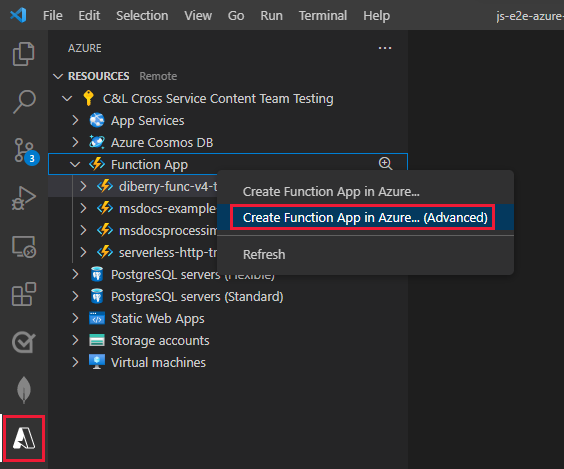 File Edit Selection View Go Run js-e2e-azure-
AZURE
RESOURCES Remote
C&L Cross Service Content Team Testing
App Services
Azure Cosmos DB
Function App
diberry-func-v4-t
Create Function App in Azure...
msdocs-example
Create Function App in Azure... (Advanced)
msdocsprocessim
serverless-http-tr
Refresh
PostgreSQL servers (Flexible)
PostgreSQL servers (Standard)
Static Web Apps
Storage accounts
Virtual machines
3